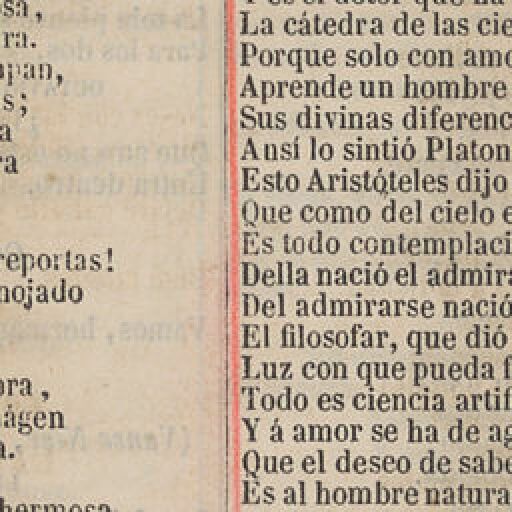 osa,
ra.
apan,
s;
a
ra
reportas!
nojado
ora,
mágen
a.
hermosa
La cátedra de las cie
Porque solo con amo
Aprende un hombre
Sus divinas diferenc
Ansí lo sintió Platon
Esto Aristóteles dijo
Que como del cielo e
Es todo contemplaci
Della nació el admira
Del admirarse nació
El filosofar, que dió
Luz con que pueda f
Todo es ciencia artif
Y á amor se ha de ag
Que el deseo de sabe
Es al hombre natura